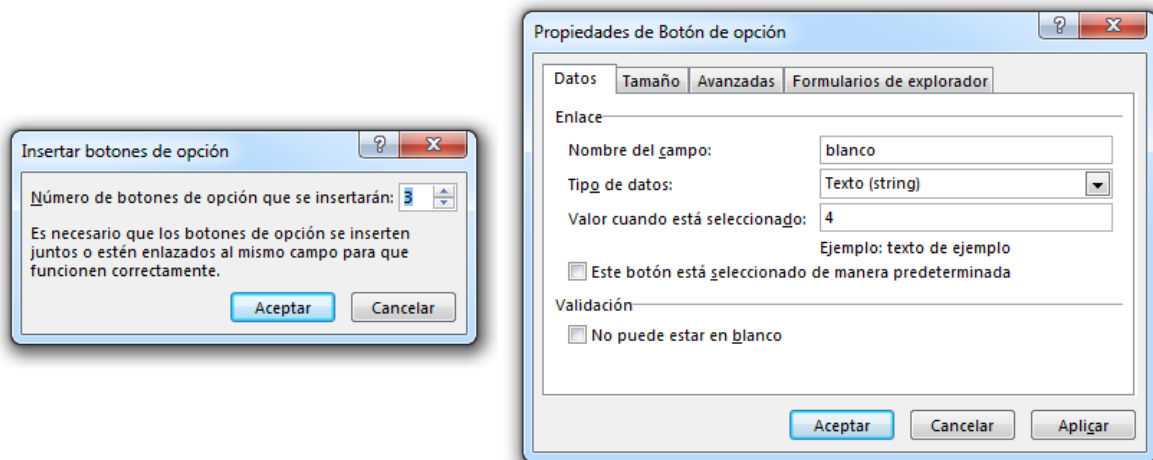 Insertar botones de opción
Número de botones de opción que se insertarán: 3
Es necesario que los botones de opción se inserten
juntos o estén enlazados al mismo campo para que
funcionen correctamente.
Aceptar Cancelar
Propiedades de Botón de opción
Datos Tamaño Avanzadas Formularios de explorador
Enlace
Nombre del campo: blanco
Tipo de datos: Texto (string)
Valor cuando está seleccionado: 4
Ejemplo: texto de ejemplo
Este botón está seleccionado de manera predeterminada
Validación
No puede estar en blanco
Aceptar Cancelar Aplicar